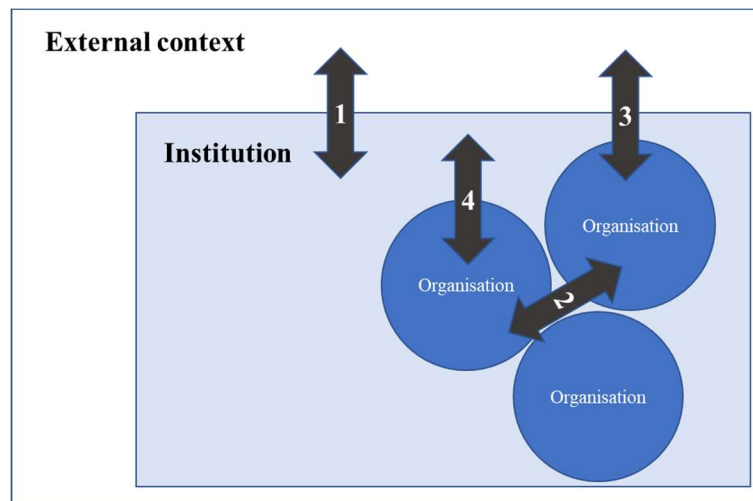 External context
1
3
Institution
4
Organisation
Organisation
2
Organisation